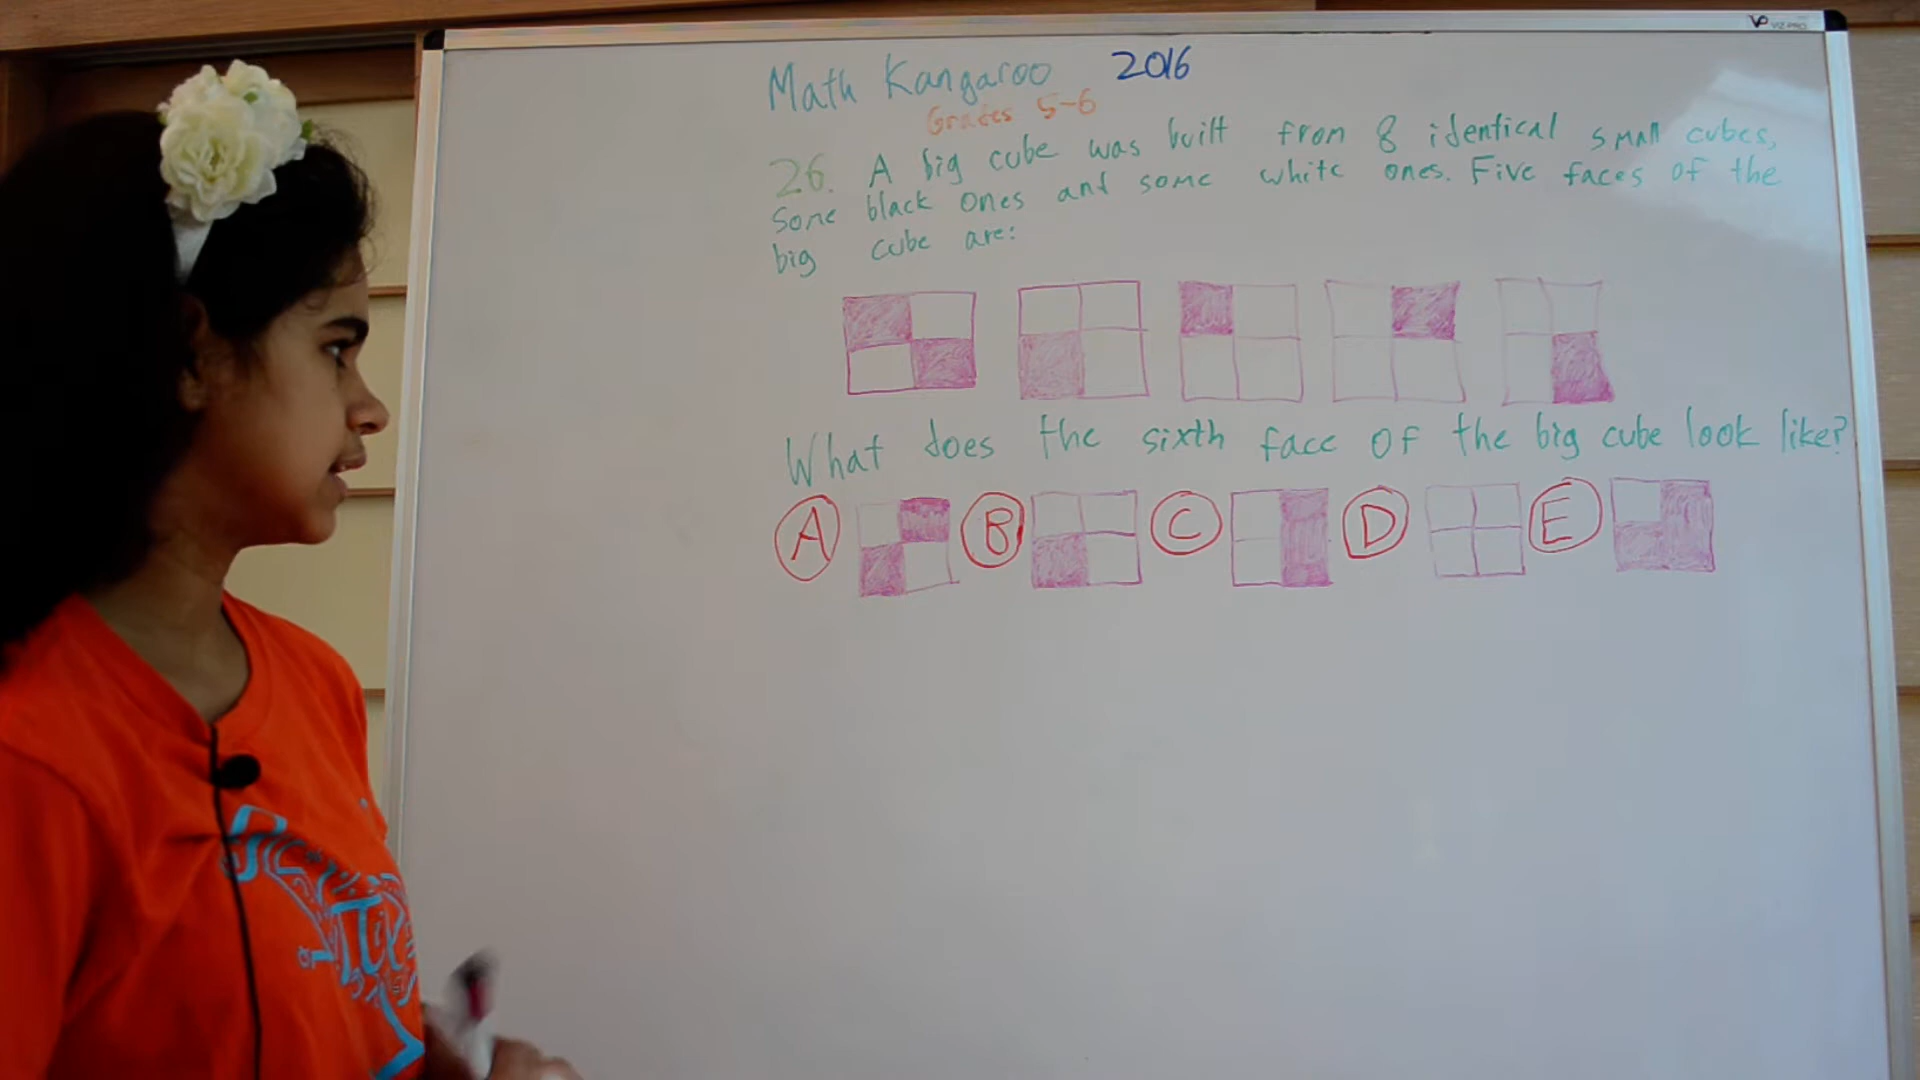 VIZ-PRO
Math Kangaroo 2016
Grades 5-6
26. A big cube was built from 8 identical small cubes,
some black ones and some white ones. Five faces of the
big cube are:
What does the sixth face of the big cube look like?
A B C D E